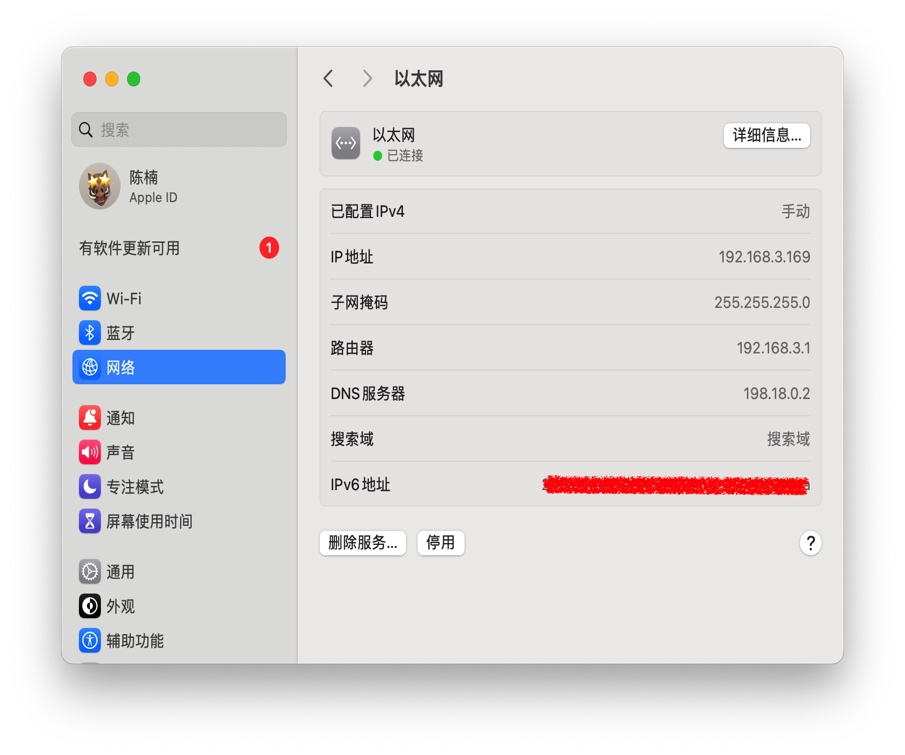 以太网
搜索
陈楠
Apple ID
有软件更新可用
1
Wi-Fi
蓝牙
网络
通知
声音
专注模式
屏幕使用时间
通用
外观
辅助功能
以太网
已连接
详细信息...
已配置 IPv4
手动
IP 地址
192.168.3.169
子网掩码
255.255.255.0
路由器
192.168.3.1
DNS 服务器
198.18.0.2
搜索域
搜索域
IPv6 地址
删除服务...
停用
?